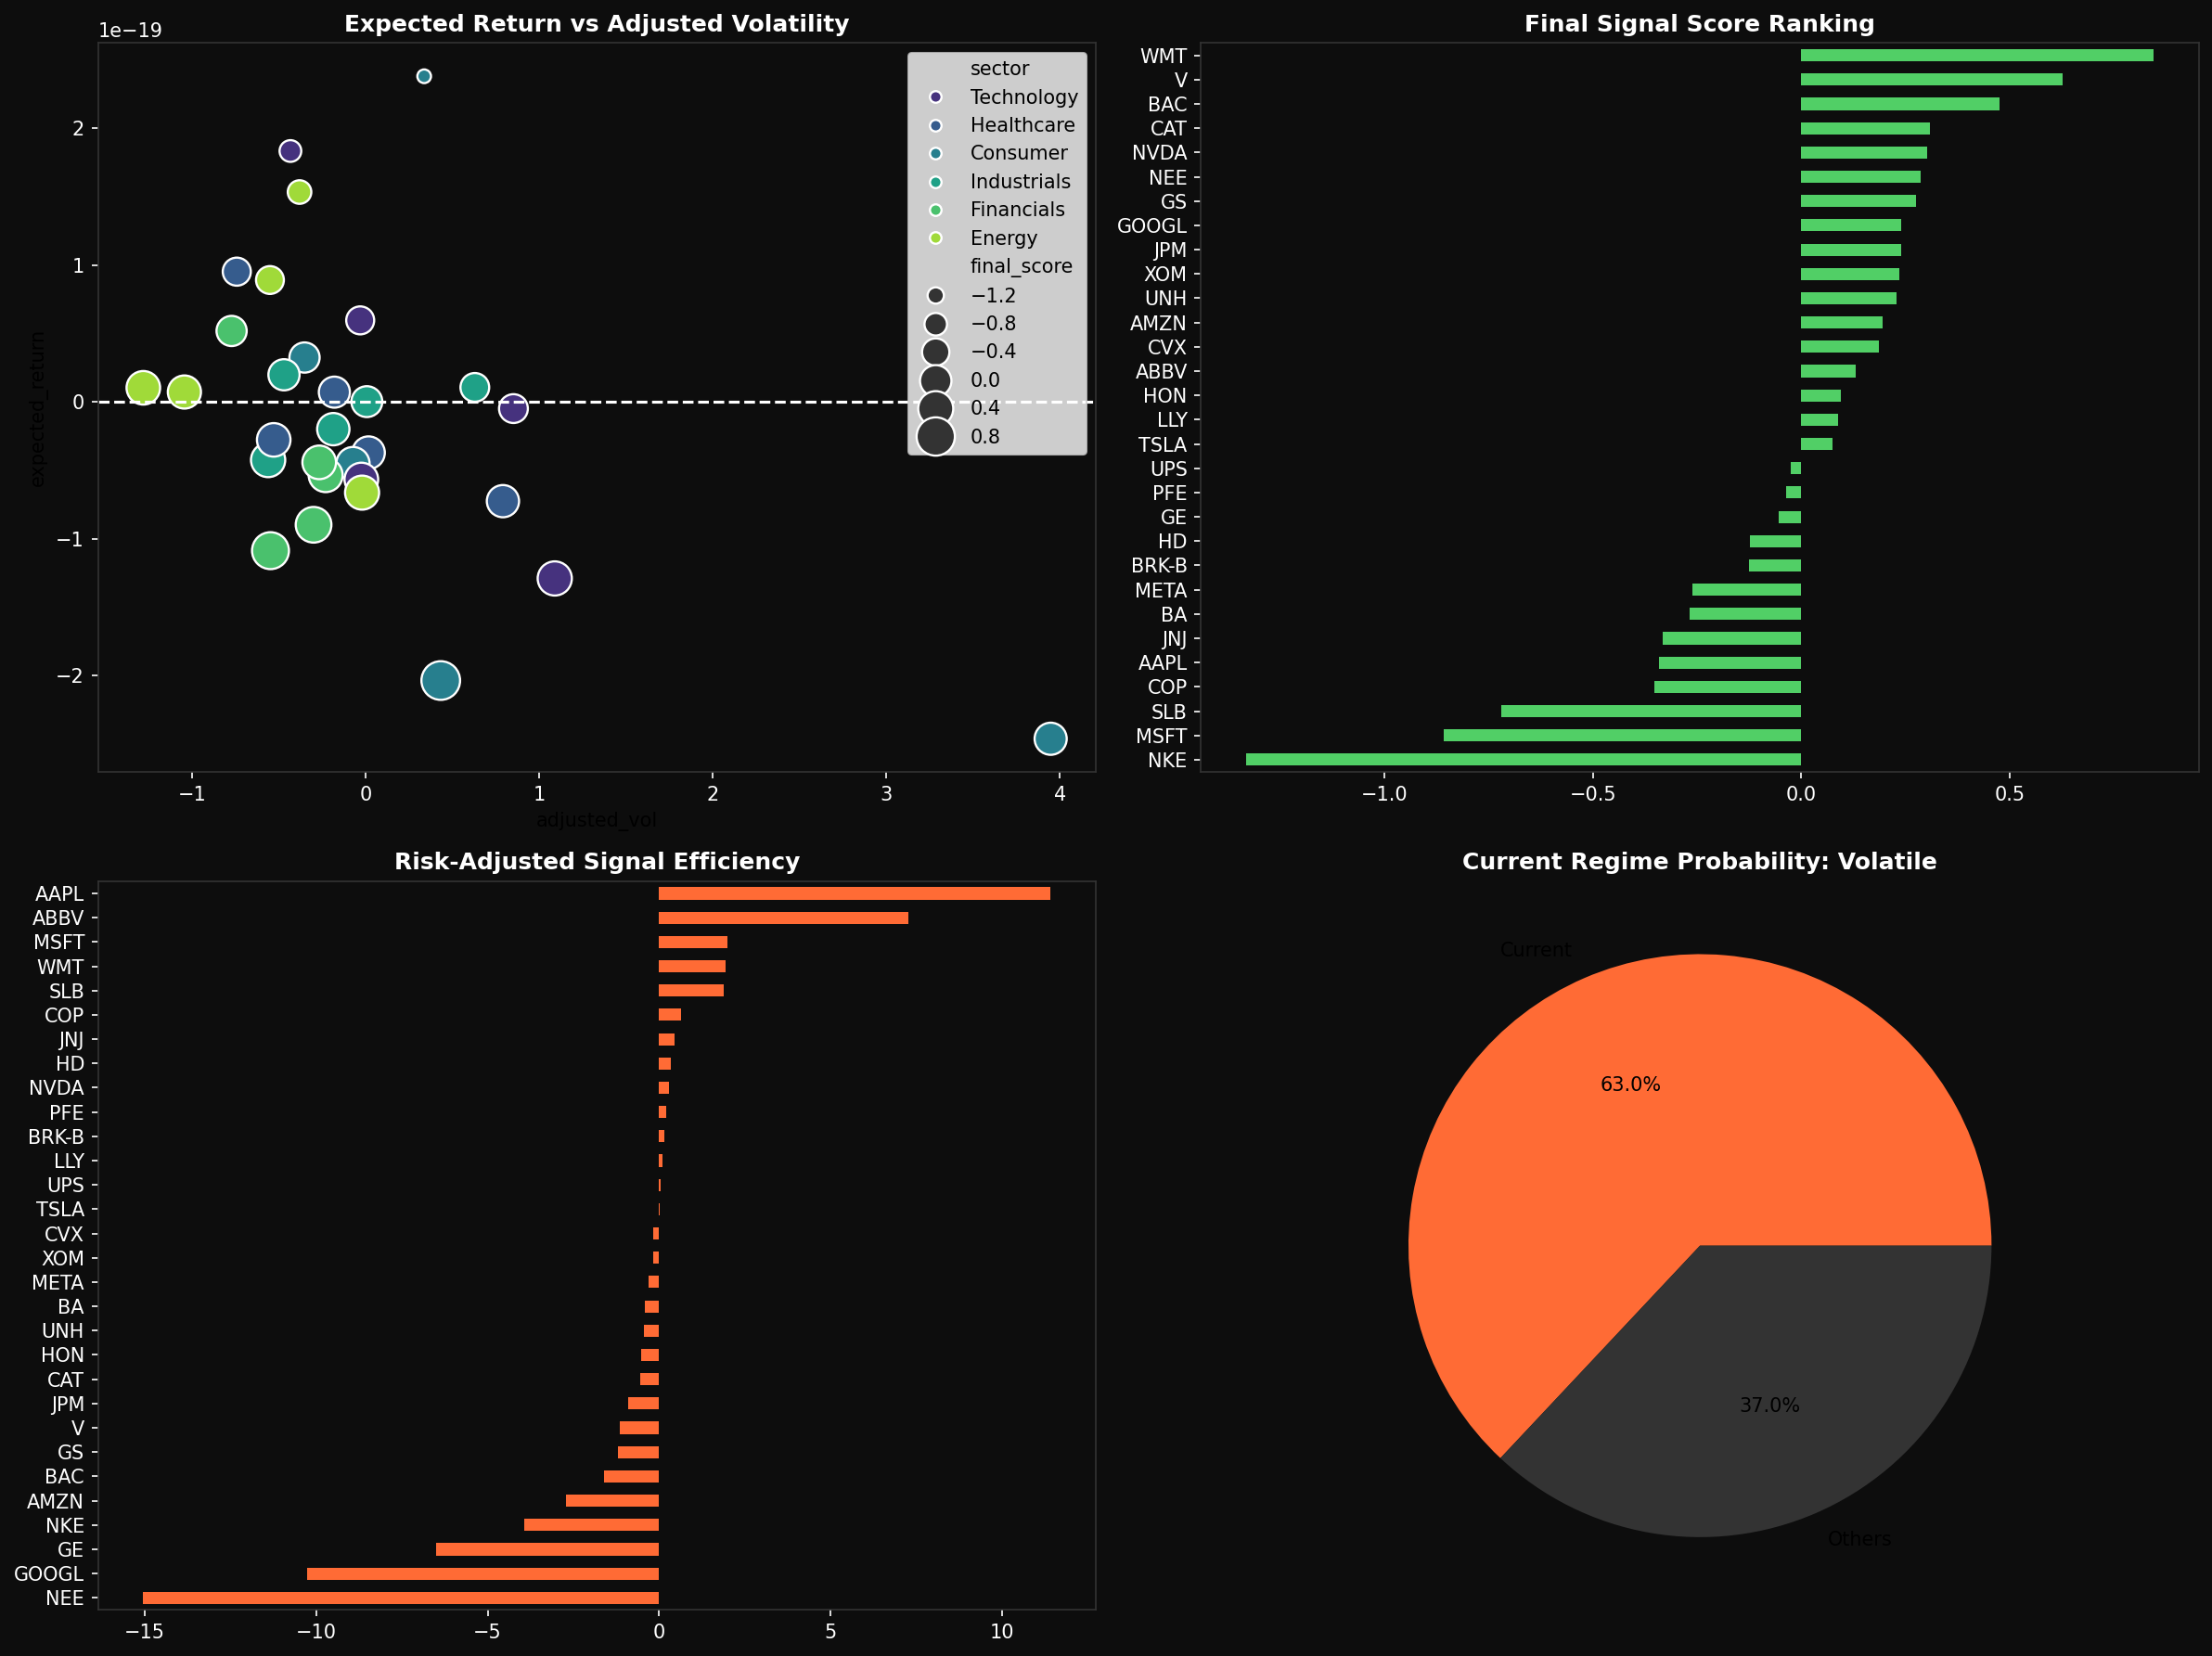 Expected Return vs Adjusted Volatility
1e−19
2
1
0
−1
−2
expected_return
−1
0
1
2
3
4
adjusted_vol
sector
Technology
Healthcare
Consumer
Industrials
Financials
Energy
final_score
−1.2
−0.8
−0.4
0.0
0.4
0.8
Final Signal Score Ranking
WMT
V
BAC
CAT
NVDA
NEE
GS
GOOGL
JPM
XOM
UNH
AMZN
CVX
ABBV
HON
LLY
TSLA
UPS
PFE
GE
HD
BRK-B
META
BA
JNJ
AAPL
COP
SLB
MSFT
NKE
−1.0
−0.5
0.0
0.5
Risk-Adjusted Signal Efficiency
AAPL
ABBV
MSFT
WMT
SLB
COP
JNJ
HD
NVDA
PFE
BRK-B
LLY
UPS
TSLA
CVX
XOM
META
BA
UNH
HON
CAT
JPM
V
GS
BAC
AMZN
NKE
GE
GOOGL
NEE
−15
−10
−5
0
5
10
Current Regime Probability: Volatile
Current
63.0%
37.0%
Others